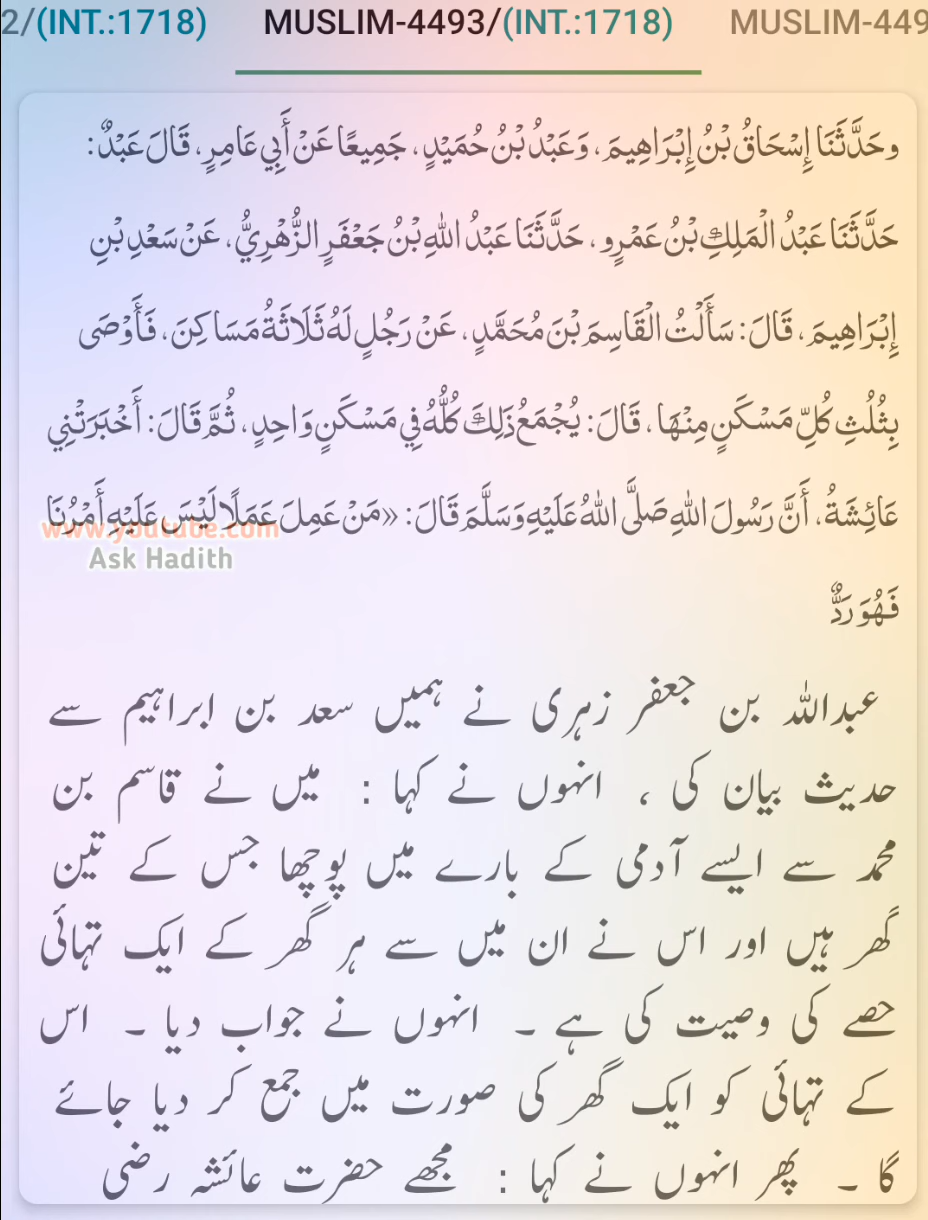 2/(INT.:1718) MUSLIM-4493/(INT.:1718) MUSLIM-449
وحَدَّثَنَا إِسْحَاقُ بْنُ إِبْرَاهِيمَ، وَعَبْدُ بْنُ حُمَيْدٍ، جَمِيعًا عَنْ أَبِي عَامِرٍ، قَالَ عَبْدٌ:
حَدَّثَنَا عَبْدُ الْمَلِكِ بْنُ عَمْرٍو، حَدَّثَنَا عَبْدُ اللهِ بْنُ جَعْفَرٍ الزُّهْرِيُّ، عَنْ سَعْدِ بْنِ
إِبْرَاهِيمَ، قَالَ: سَأَلْتُ الْقَاسِمَ بْنَ مُحَمَّدٍ، عَنْ رَجُلٍ لَهُ ثَلَاثَةُ مَسَاكِنَ، فَأَوْصَى
بِثُلُثِ كُلِّ مَسْكَنٍ مِنْهَا، قَالَ: يُجْمَعُ ذَلِكَ كُلُّهُ فِي مَسْكَنٍ وَاحِدٍ، ثُمَّ قَالَ: أَخْبَرَتْنِي
عَائِشَةُ، أَنَّ رَسُولَ اللهِ صَلَّى اللهُ عَلَيْهِ وَسَلَّمَ قَالَ: «مَنْ عَمِلَ عَمَلًا لَيْسَ عَلَيْهِ أَمْرُنَا
www.youtube.com
Ask Hadith
فَهُوَ رَدٌّ
عبداللہ بن جعفر زہری نے ہمیں سعد بن ابراہیم سے
حدیث بیان کی ، انہوں نے کہا : میں نے قاسم بن
محمد سے ایسے آدمی کے بارے میں پوچھا جس کے تین
گھر ہیں اور اس نے ان میں سے ہر گھر کے ایک تہائی
حصے کی وصیت کی ہے ۔ انہوں نے جواب دیا ۔ اس
کے تہائی کو ایک گھر کی صورت میں جمع کر دیا جائے
گا ۔ پھر انہوں نے کہا : مجھے حضرت عائشہ رضی